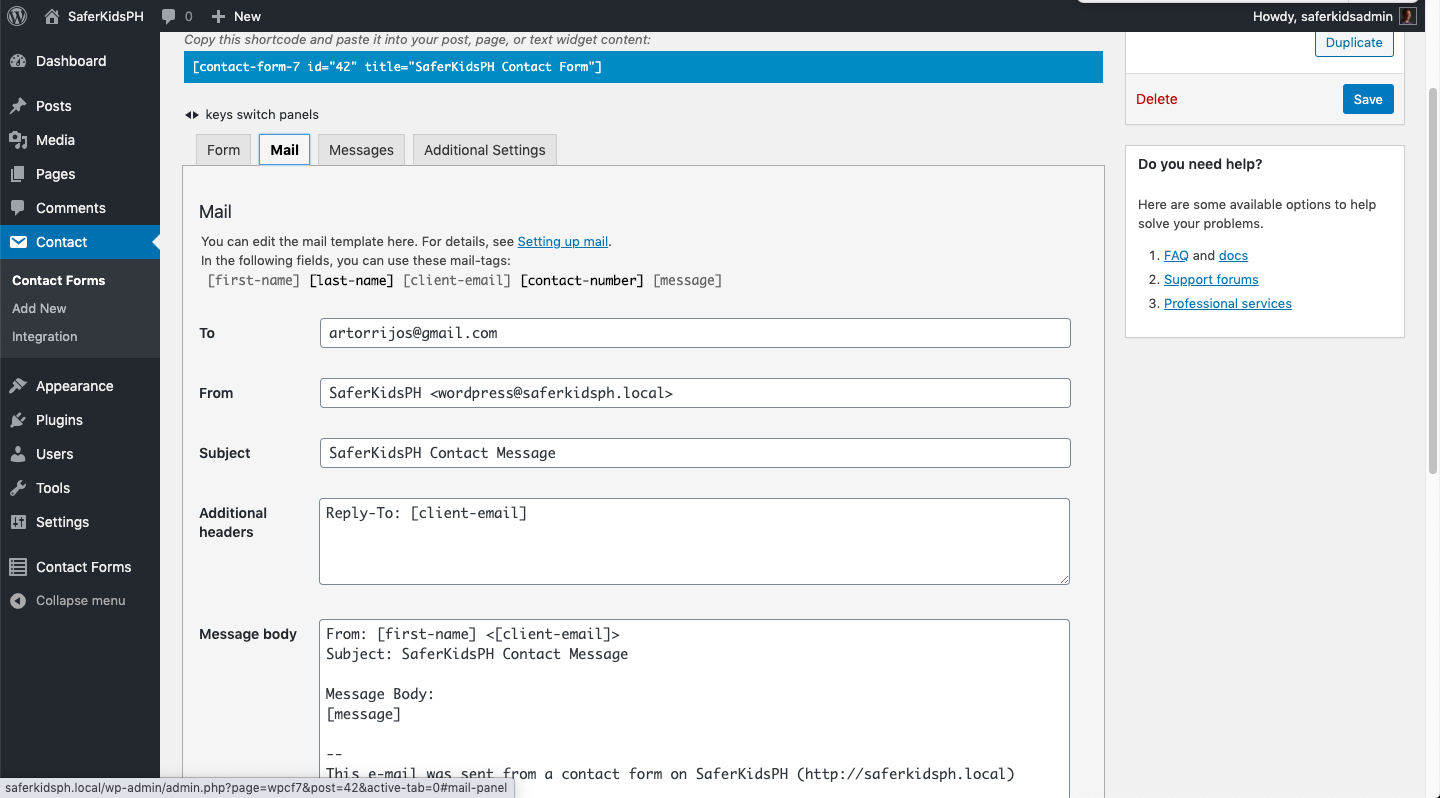 SaferKidsPH 0 New Howdy, saferkidsadmin
Dashboard
Posts
Media
Pages
Comments
Contact
Contact Forms
Add New
Integration
Appearance
Plugins
Users
Tools
Settings
Contact Forms
Collapse menu
Copy this shortcode and paste it into your post, page, or text widget content:
[contact-form-7 id="42" title="SaferKidsPH Contact Form"]
keys switch panels
Form Mail Messages Additional Settings
Mail
You can edit the mail template here. For details, see Setting up mail.
In the following fields, you can use these mail-tags:
[first-name] [last-name] [client-email] [contact-number] [message]
To artorrijos@gmail.com
From SaferKidsPH <wordpress@saferkidsph.local>
Subject SaferKidsPH Contact Message
Additional headers
Reply-To: [client-email]
Message body
From: [first-name] <[client-email]>
Subject: SaferKidsPH Contact Message
Message Body:
[message]
--
This e-mail was sent from a contact form on SaferKidsPH (http://saferkidsph.local)
Duplicate
Delete Save
Do you need help?
Here are some available options to help
solve your problems.
1. FAQ and docs
2. Support forums
3. Professional services
saferkidsph.local/wp-admin/admin.php?page=wpcf7&post=42&active-tab=0#mail-panel